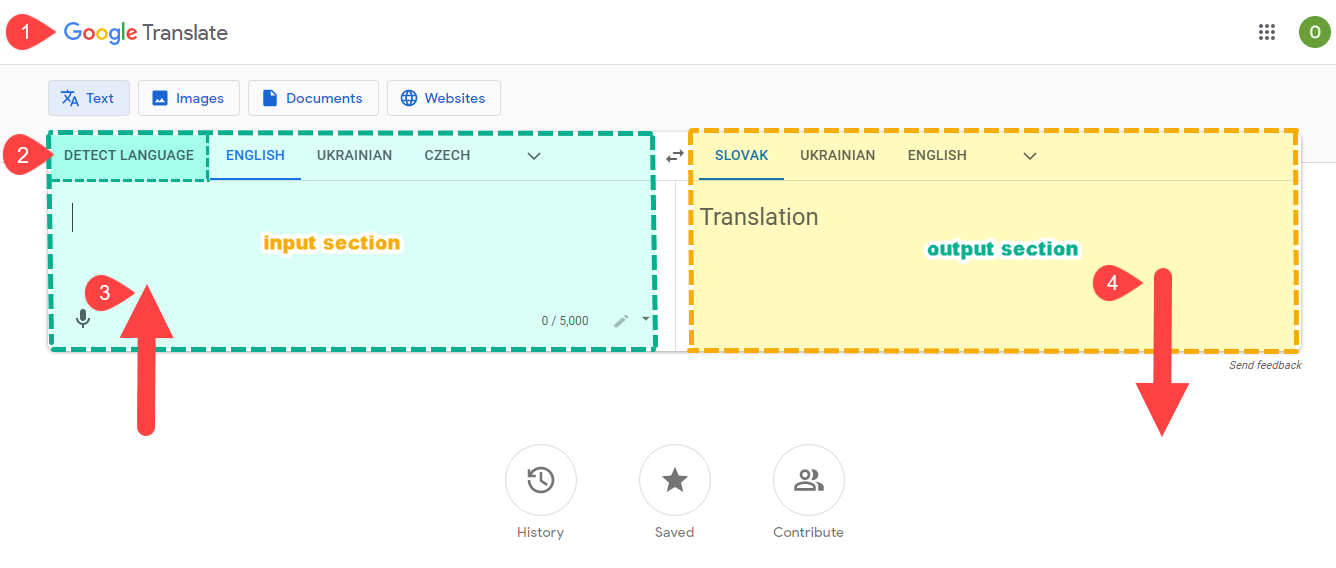 1 Google Translate O
Text Images Documents Websites
2 DETECT LANGUAGE ENGLISH UKRAINIAN CZECH SLOVAK UKRAINIAN ENGLISH
Translation
input section output section
3 4
0 / 5,000
Send feedback
History Saved Contribute